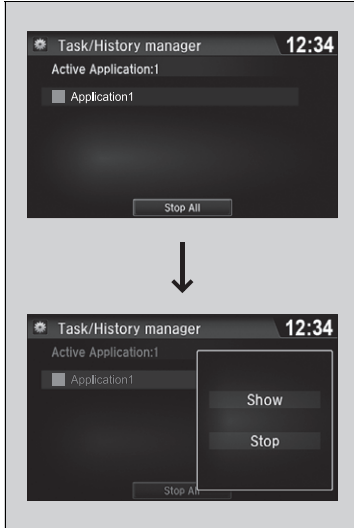 Task/History manager 12:34
Active Application:1
Application1
Stop All
Task/History manager 12:34
Active Application:1
Application1
Show
Stop
Stop All